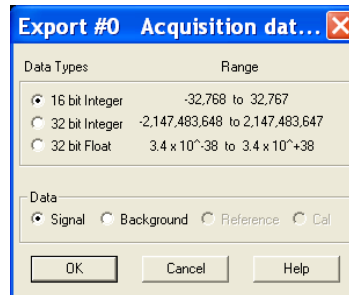 Export #0 Acquisition dat...
Data Types Range
16 bit Integer -32,768 to 32,767
32 bit Integer -2,147,483,648 to 2,147,483,647
32 bit Float 3.4 x 10^-38 to 3.4 x 10^+38
Data
Signal Background Reference Cal
OK Cancel Help